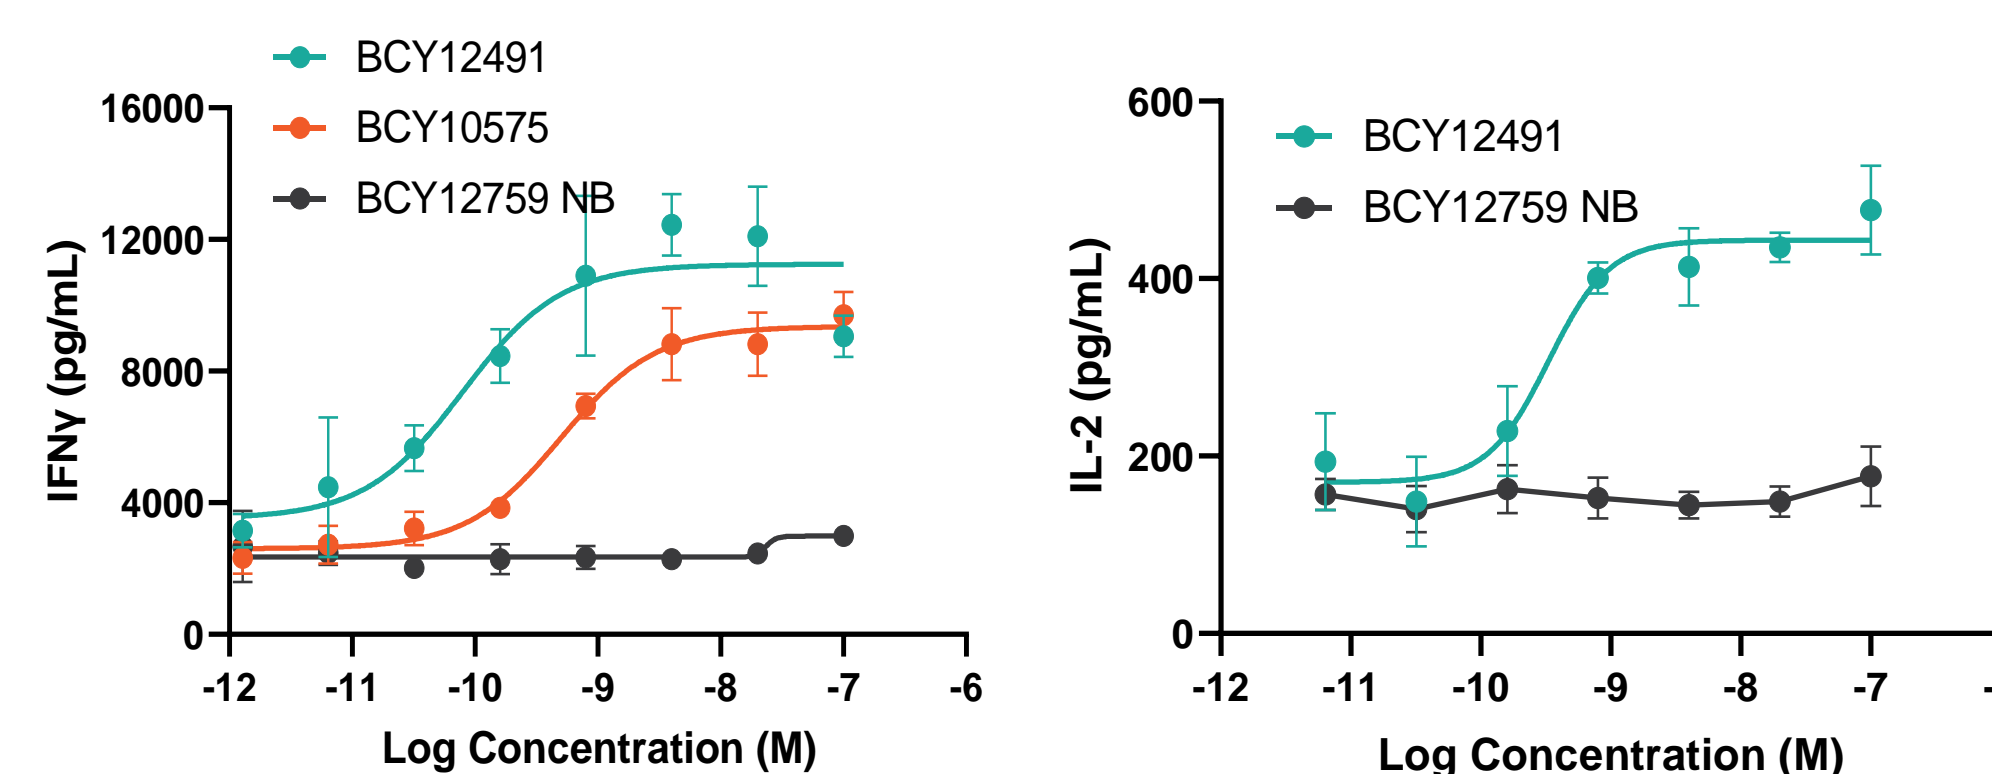 BCY12491
BCY10575
BCY12759 NB
16000
12000
8000
4000
0
IFNγ (pg/mL)
-12 -11 -10 -9 -8 -7 -6
Log Concentration (M)
BCY12491
BCY12759 NB
600
400
200
0
IL-2 (pg/mL)
-12 -11 -10 -9 -8 -7
Log Concentration (M)